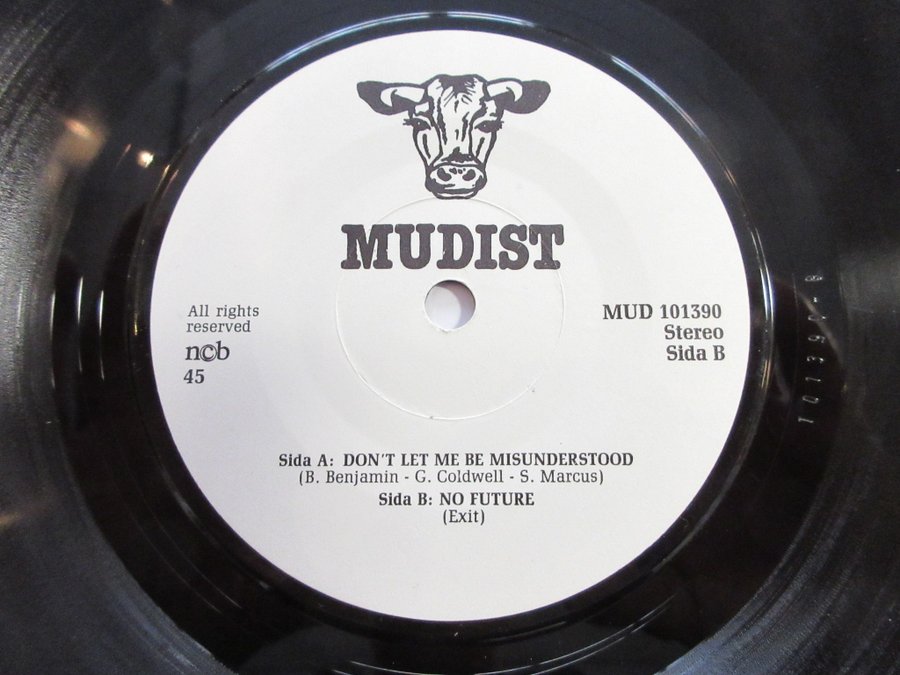 MUDIST
All rights
reserved
n©b
45
MUD 101390
Stereo
Sida B
Sida A: DON'T LET ME BE MISUNDERSTOOD
(B. Benjamin - G. Coldwell - S. Marcus)
Sida B: NO FUTURE
(Exit)